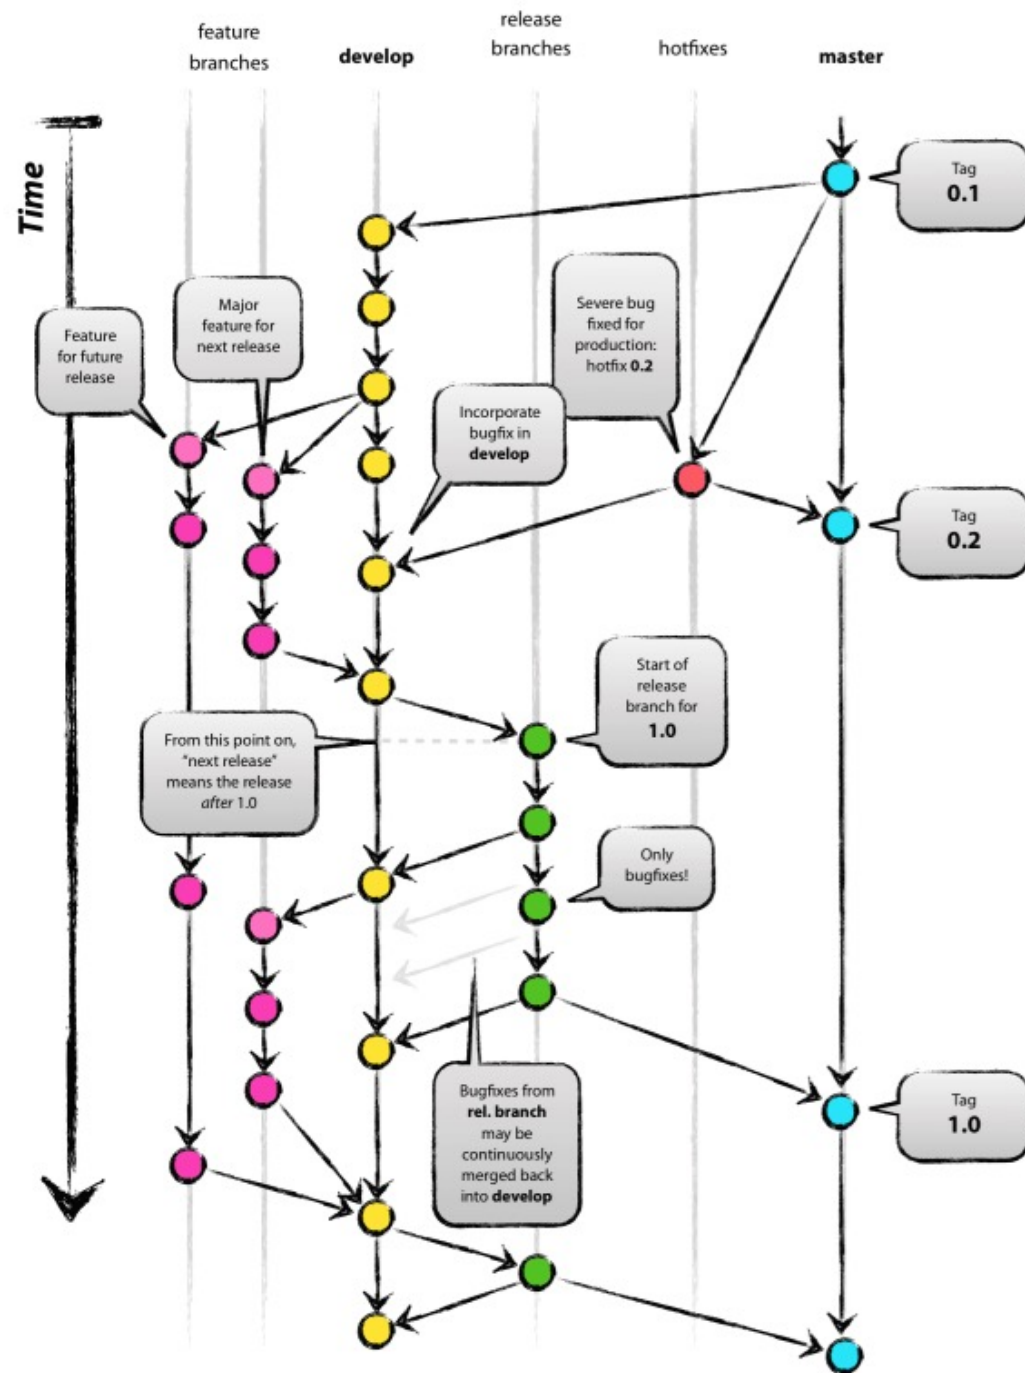 feature
branches
develop
release
branches
hotfixes
master
Time
Tag
0.1
Feature
for future
release
Major
feature for
next release
Severe bug
fixed for
production:
hotfix 0.2
Incorporate
bugfix in
develop
Tag
0.2
Start of
release
branch for
1.0
From this point on,
“next release”
means the release
after 1.0
Only
bugfixes!
Bugfixes from
rel. branch
may be
continuously
merged back
into develop
Tag
1.0